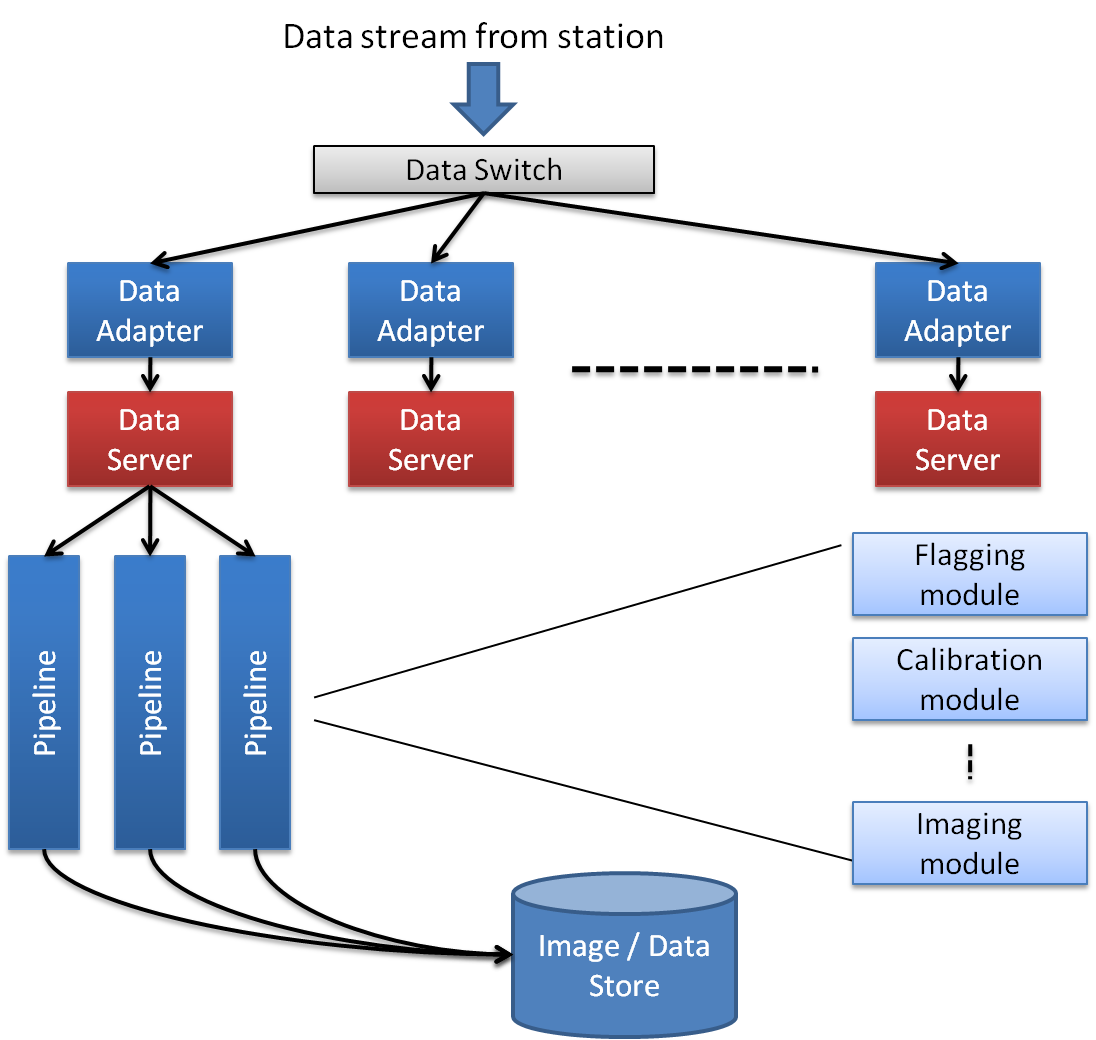 Data stream from station
Data Switch
Data
Adapter
Data
Adapter
Data
Adapter
Data
Server
Data
Server
Data
Server
Pipeline
Pipeline
Pipeline
Flagging
module
Calibration
module
Imaging
module
Image / Data
Store